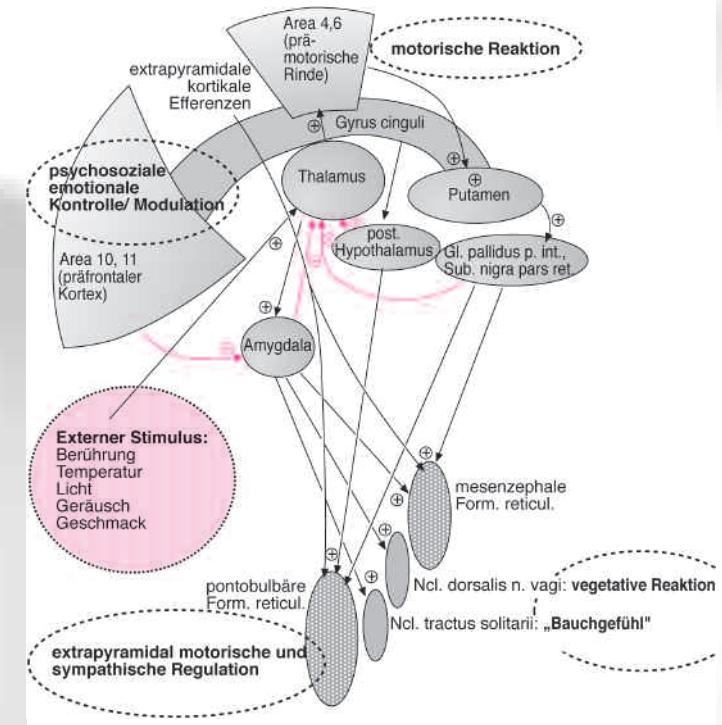 Area 4,6
(prä-
motorische
Rinde)
motorische Reaktion
extrapyramidale
kortikale
Efferenzen
Gyrus cinguli
psychosoziale
emotionale
Kontrolle/ Modulation
Thalamus
Putamen
post.
Hypothalamus
Gl. pallidus p. int.,
Sub. nigra pars ret.
Area 10, 11
(präfrontaler
Kortex)
Amygdala
Externer Stimulus:
Berührung
Temperatur
Licht
Geräusch
Geschmack
mesenzephale
Form. reticul.
pontobulbäre
Form. reticul.
Ncl. dorsalis n. vagi: vegetative Reaktion
Ncl. tractus solitarii: „Bauchgefühl"
extrapyramidal motorische und
sympathische Regulation